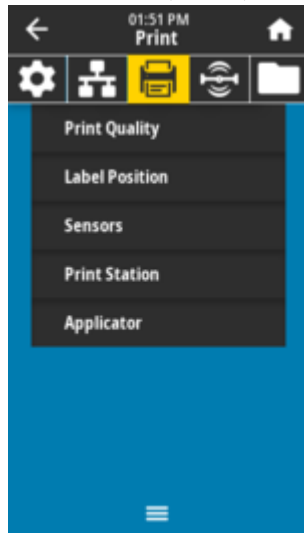 01:51 PM
Print
Print Quality
Label Position
Sensors
Print Station
Applicator